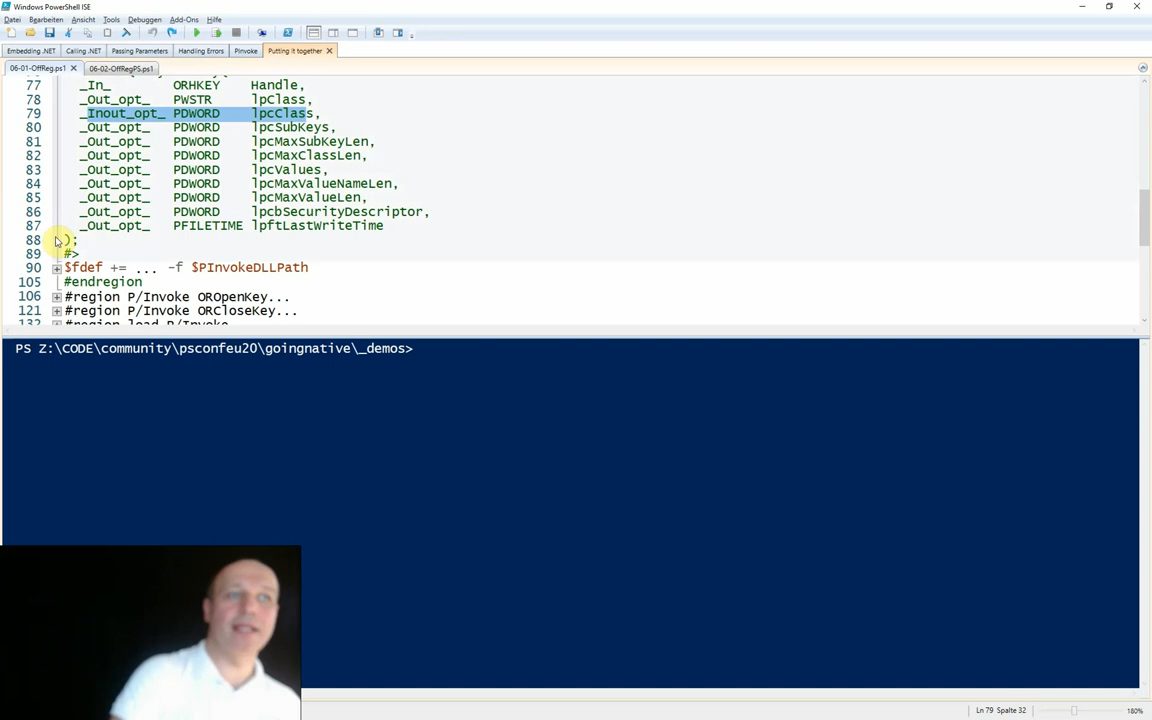 Windows PowerShell ISE
Datei Bearbeiten Ansicht Tools Debuggen Add-Ons Hilfe
Embedding .NET Calling .NET Passing Parameters Handling Errors PInvoke Putting it together
06-01-OffReg.ps1 06-02-OffRegPS.ps1
77 _In_ ORHKEY Handle,
78 _Out_opt_ PWSTR lpClass,
79 _Inout_opt_ PDWORD lpcClass,
80 _Out_opt_ PDWORD lpcSubKeys,
81 _Out_opt_ PDWORD lpcMaxSubKeyLen,
82 _Out_opt_ PDWORD lpcMaxClassLen,
83 _Out_opt_ PDWORD lpcValues,
84 _Out_opt_ PDWORD lpcMaxValueNameLen,
85 _Out_opt_ PDWORD lpcMaxValueLen,
86 _Out_opt_ PDWORD lpcbSecurityDescriptor,
87 _Out_opt_ PFILETIME lpftLastWriteTime
88 );
89 #>
90 $fdef += ... -f $PInvokeDLLPath
105 #endregion
106 #region P/Invoke OROpenKey...
121 #region P/Invoke ORCloseKey...
132 #region load P/Invoke
PS Z:\CODE\community\psconfeu20\goingnative\_demos>
Ln 79 Spalte 32 180%